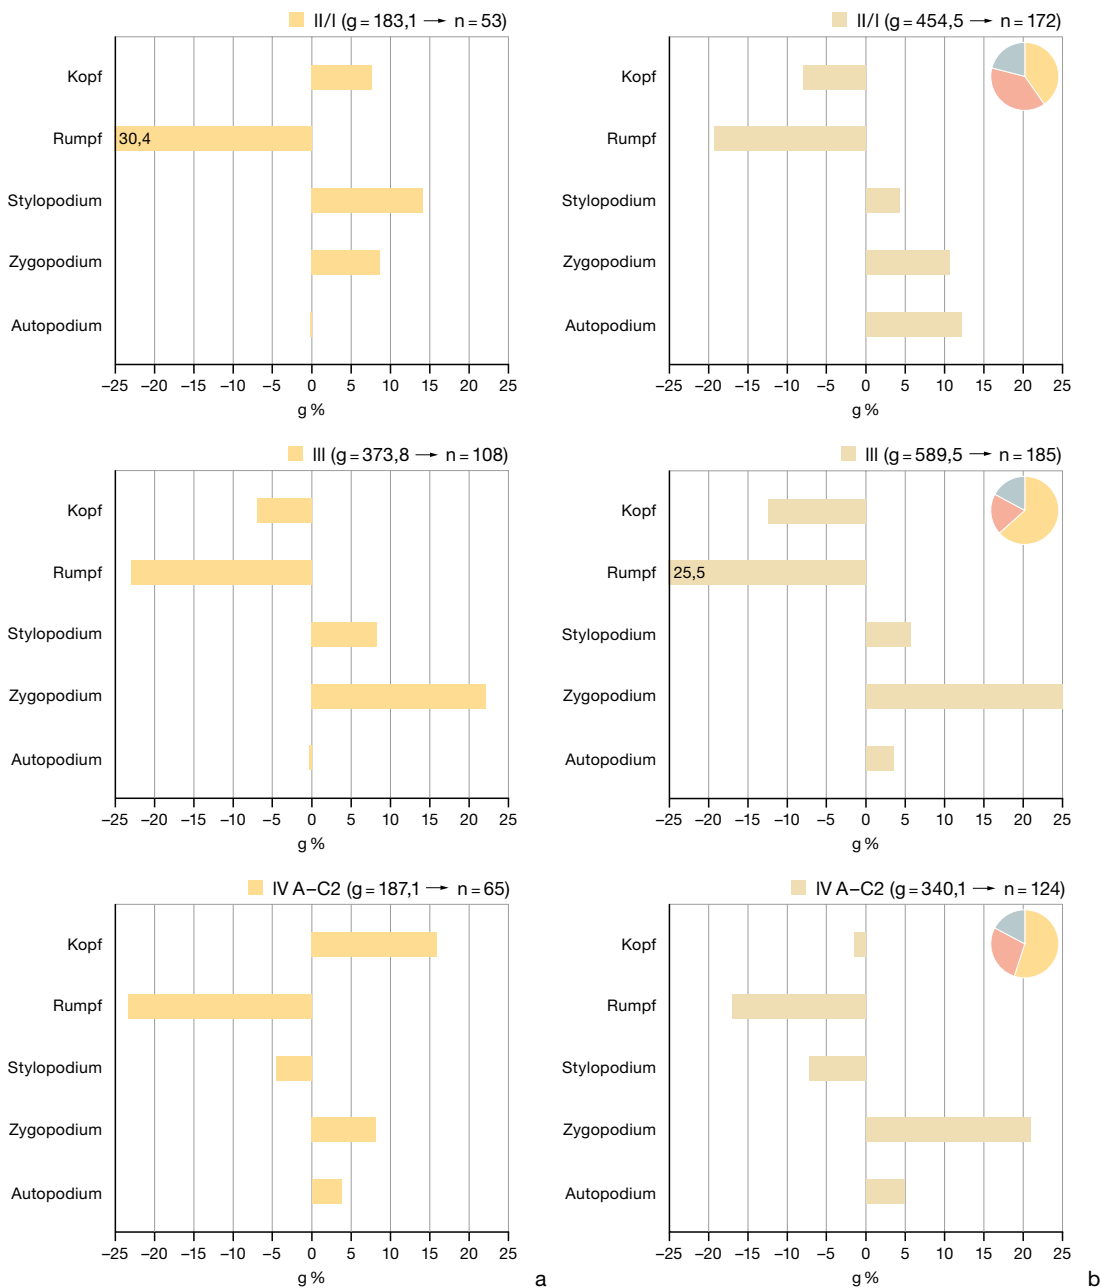 II/I (g = 183,1 → n = 53)
Kopf
Rumpf
30,4
Stylopodium
Zygopodium
Autopodium
−25 −20 −15 −10 −5 0 5 10 15 20 25
g %
II/I (g = 454,5 → n = 172)
Kopf
Rumpf
Stylopodium
Zygopodium
Autopodium
−25 −20 −15 −10 −5 0 5 10 15 20 25
g %
III (g = 373,8 → n = 108)
Kopf
Rumpf
Stylopodium
Zygopodium
Autopodium
−25 −20 −15 −10 −5 0 5 10 15 20 25
g %
III (g = 589,5 → n = 185)
Kopf
Rumpf
25,5
Stylopodium
Zygopodium
Autopodium
−25 −20 −15 −10 −5 0 5 10 15 20 25
g %
IV A–C2 (g = 187,1 → n = 65)
Kopf
Rumpf
Stylopodium
Zygopodium
Autopodium
−25 −20 −15 −10 −5 0 5 10 15 20 25
g %
a
IV A–C2 (g = 340,1 → n = 124)
Kopf
Rumpf
Stylopodium
Zygopodium
Autopodium
−25 −20 −15 −10 −5 0 5 10 15 20 25
g %
b